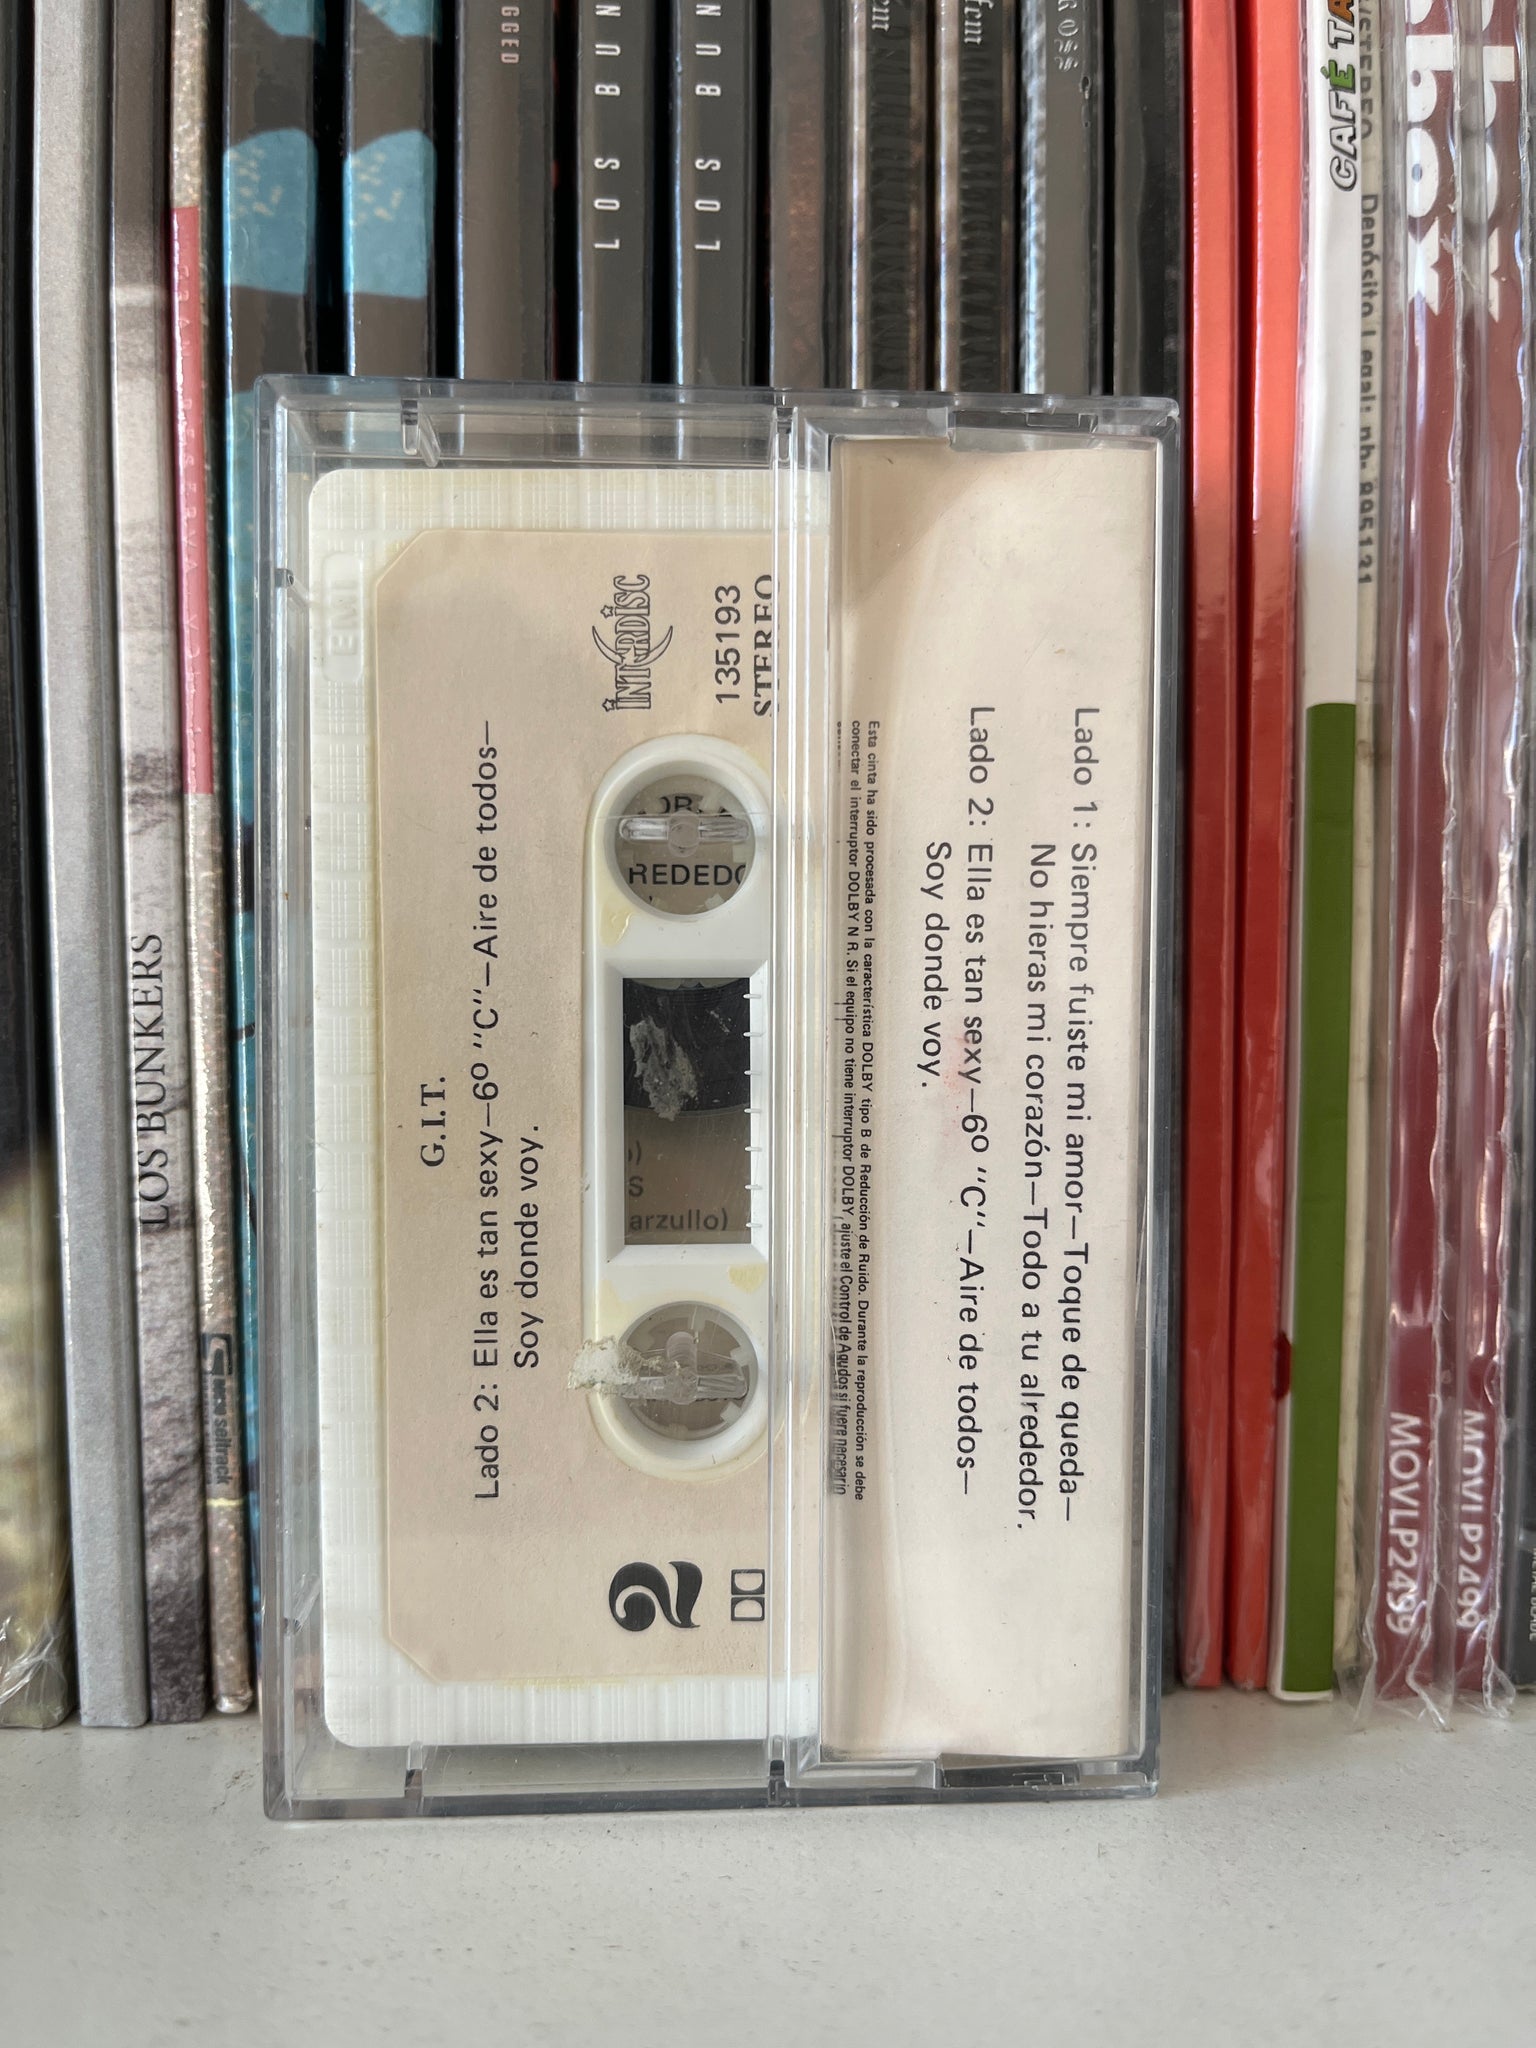 G.I.T.
Lado 2: Ella es tan sexy—6º "C"—Aire de todos—
Soy donde voy.
INTERDISC
135193
STEREO
2
EMI
REDEDO
S
arzullo)
Lado 1: Siempre fuiste mi amor—Toque de queda—
No hieras mi corazón—Todo a tu alrededor.
Lado 2: Ella es tan sexy—6º "C"—Aire de todos—
Soy donde voy.
Esta cinta ha sido procesada con la característica DOLBY tipo B de Reducción de Ruido. Durante la reproducción se debe
conectar el interruptor DOLBY N R. Si el equipo no tiene interruptor DOLBY, ajuste el Control de Agudos si fuere necesario
LOS BUNKERS
GGED
LOS BUN
LOS BUN
CAFÉ TA
Depósito Legal: nb. 895131
box
MOVLP2499
MOVLP2499